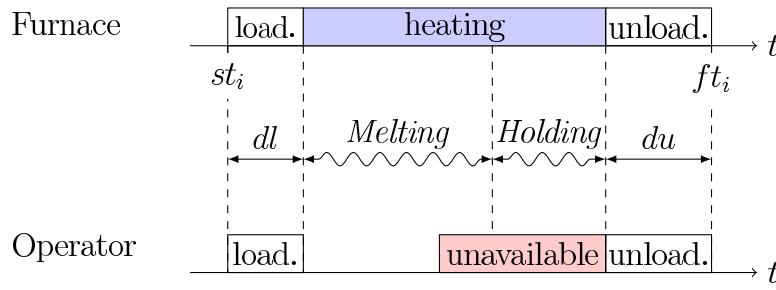 Furnace load. heating unload. t
st_i ft_i
dl Melting Holding du
Operator load. unavailable unload. t